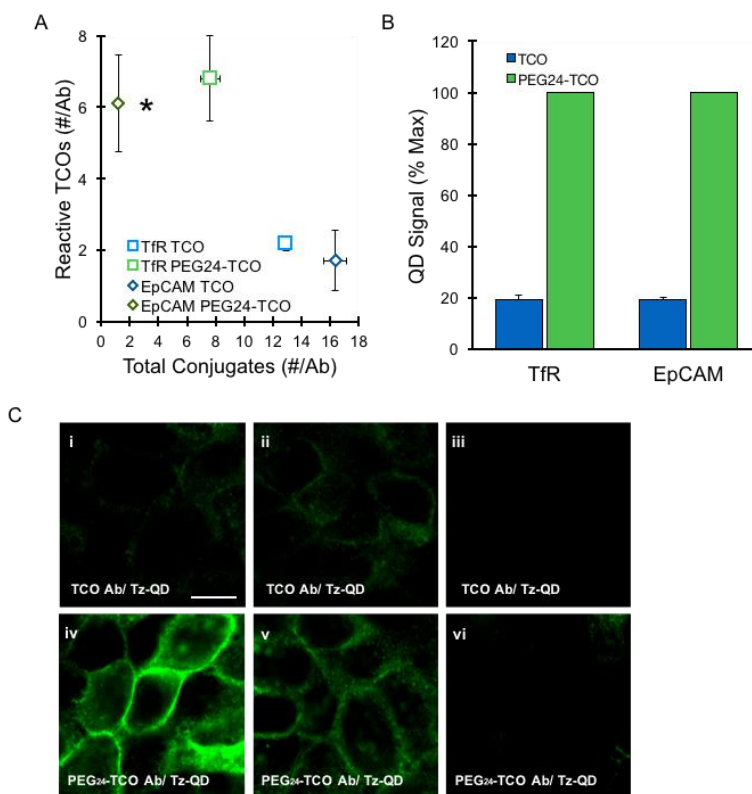 A
8
6
4
2
0
Reactive TCOs (#/Ab)
*
TfR TCO
TfR PEG24-TCO
EpCAM TCO
EpCAM PEG24-TCO
0 2 4 6 8 10 12 14 16 18
Total Conjugates (#/Ab)
B
120
100
80
60
40
20
0
QD Signal (% Max)
TCO
PEG24-TCO
TfR EpCAM
C
i
TCO Ab/ Tz-QD
ii
TCO Ab/ Tz-QD
iii
TCO Ab/ Tz-QD
iv
PEG24-TCO Ab/ Tz-QD
v
PEG24-TCO Ab/ Tz-QD
vi
PEG24-TCO Ab/ Tz-QD